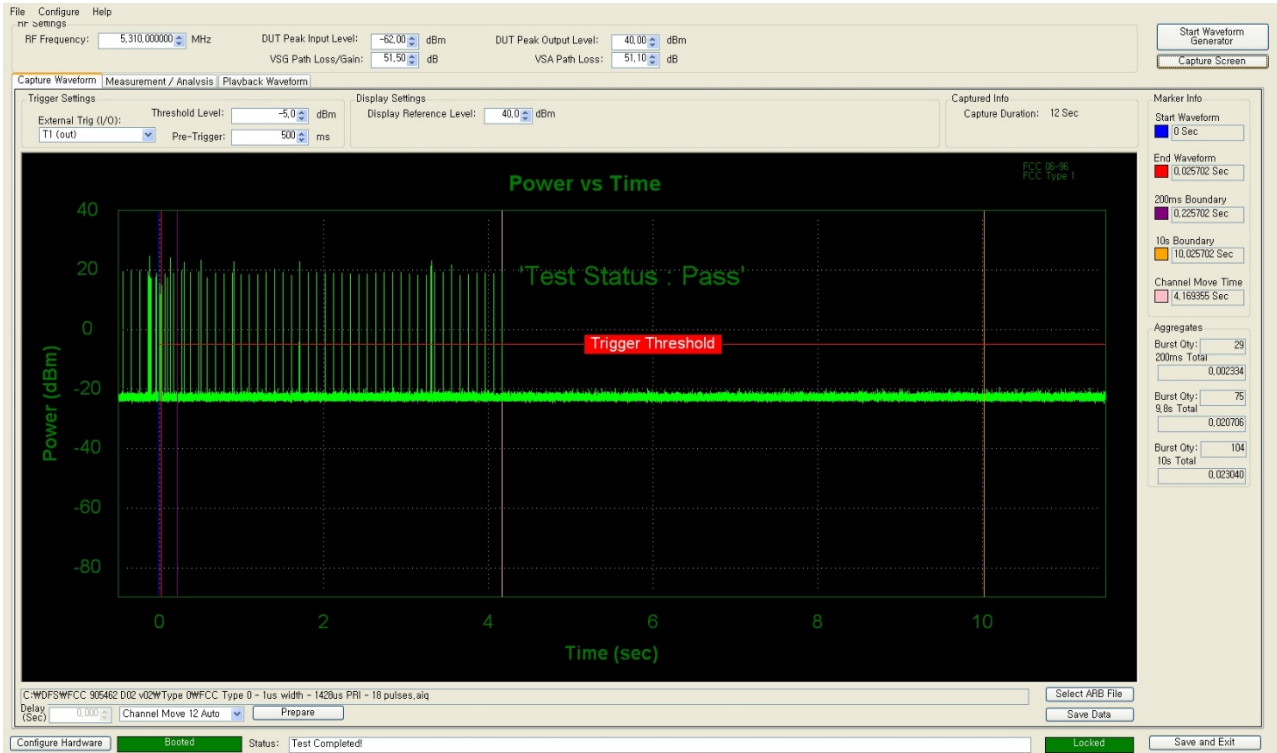 File Configure Help
RF Settings
RF Frequency: 5,310,000000 MHz DUT Peak Input Level: -62,00 dBm DUT Peak Output Level: 40,00 dBm
VSG Path Loss/Gain: 51,50 dB VSA Path Loss: 51,10 dB
Start Waveform Generator
Capture Screen
Capture Waveform Measurement / Analysis Playback Waveform
Trigger Settings
External Trig (I/O):
T1 (out)
Threshold Level: -5,0 dBm
Pre-Trigger: 500 ms
Display Settings
Display Reference Level: 40,0 dBm
Captured Info
Capture Duration: 12 Sec
Marker Info
Start Waveform
0 Sec
End Waveform
0,025702 Sec
200ms Boundary
0,225702 Sec
10s Boundary
10,025702 Sec
Channel Move Time
4,169355 Sec
Aggregates
Burst Qty: 29
200ms Total
0,002334
Burst Qty: 75
9,8s Total
0,020706
Burst Qty: 104
10s Total
0,023040
FCC 06-96
FCC Type 1
Power vs Time
'Test Status : Pass'
Trigger Threshold
Power (dBm)
40
20
0
-20
-40
-60
-80
0 2 4 6 8 10
Time (sec)
C:₩DFS₩FCC 905462 D02 v02₩Type 0₩FCC Type 0 - 1us width - 1428us PRI - 18 pulses,aiq
Select ARB File
Delay (Sec) 0,000 Channel Move 12 Auto Prepare
Save Data
Configure Hardware Booted Status: Test Completed! Locked Save and Exit